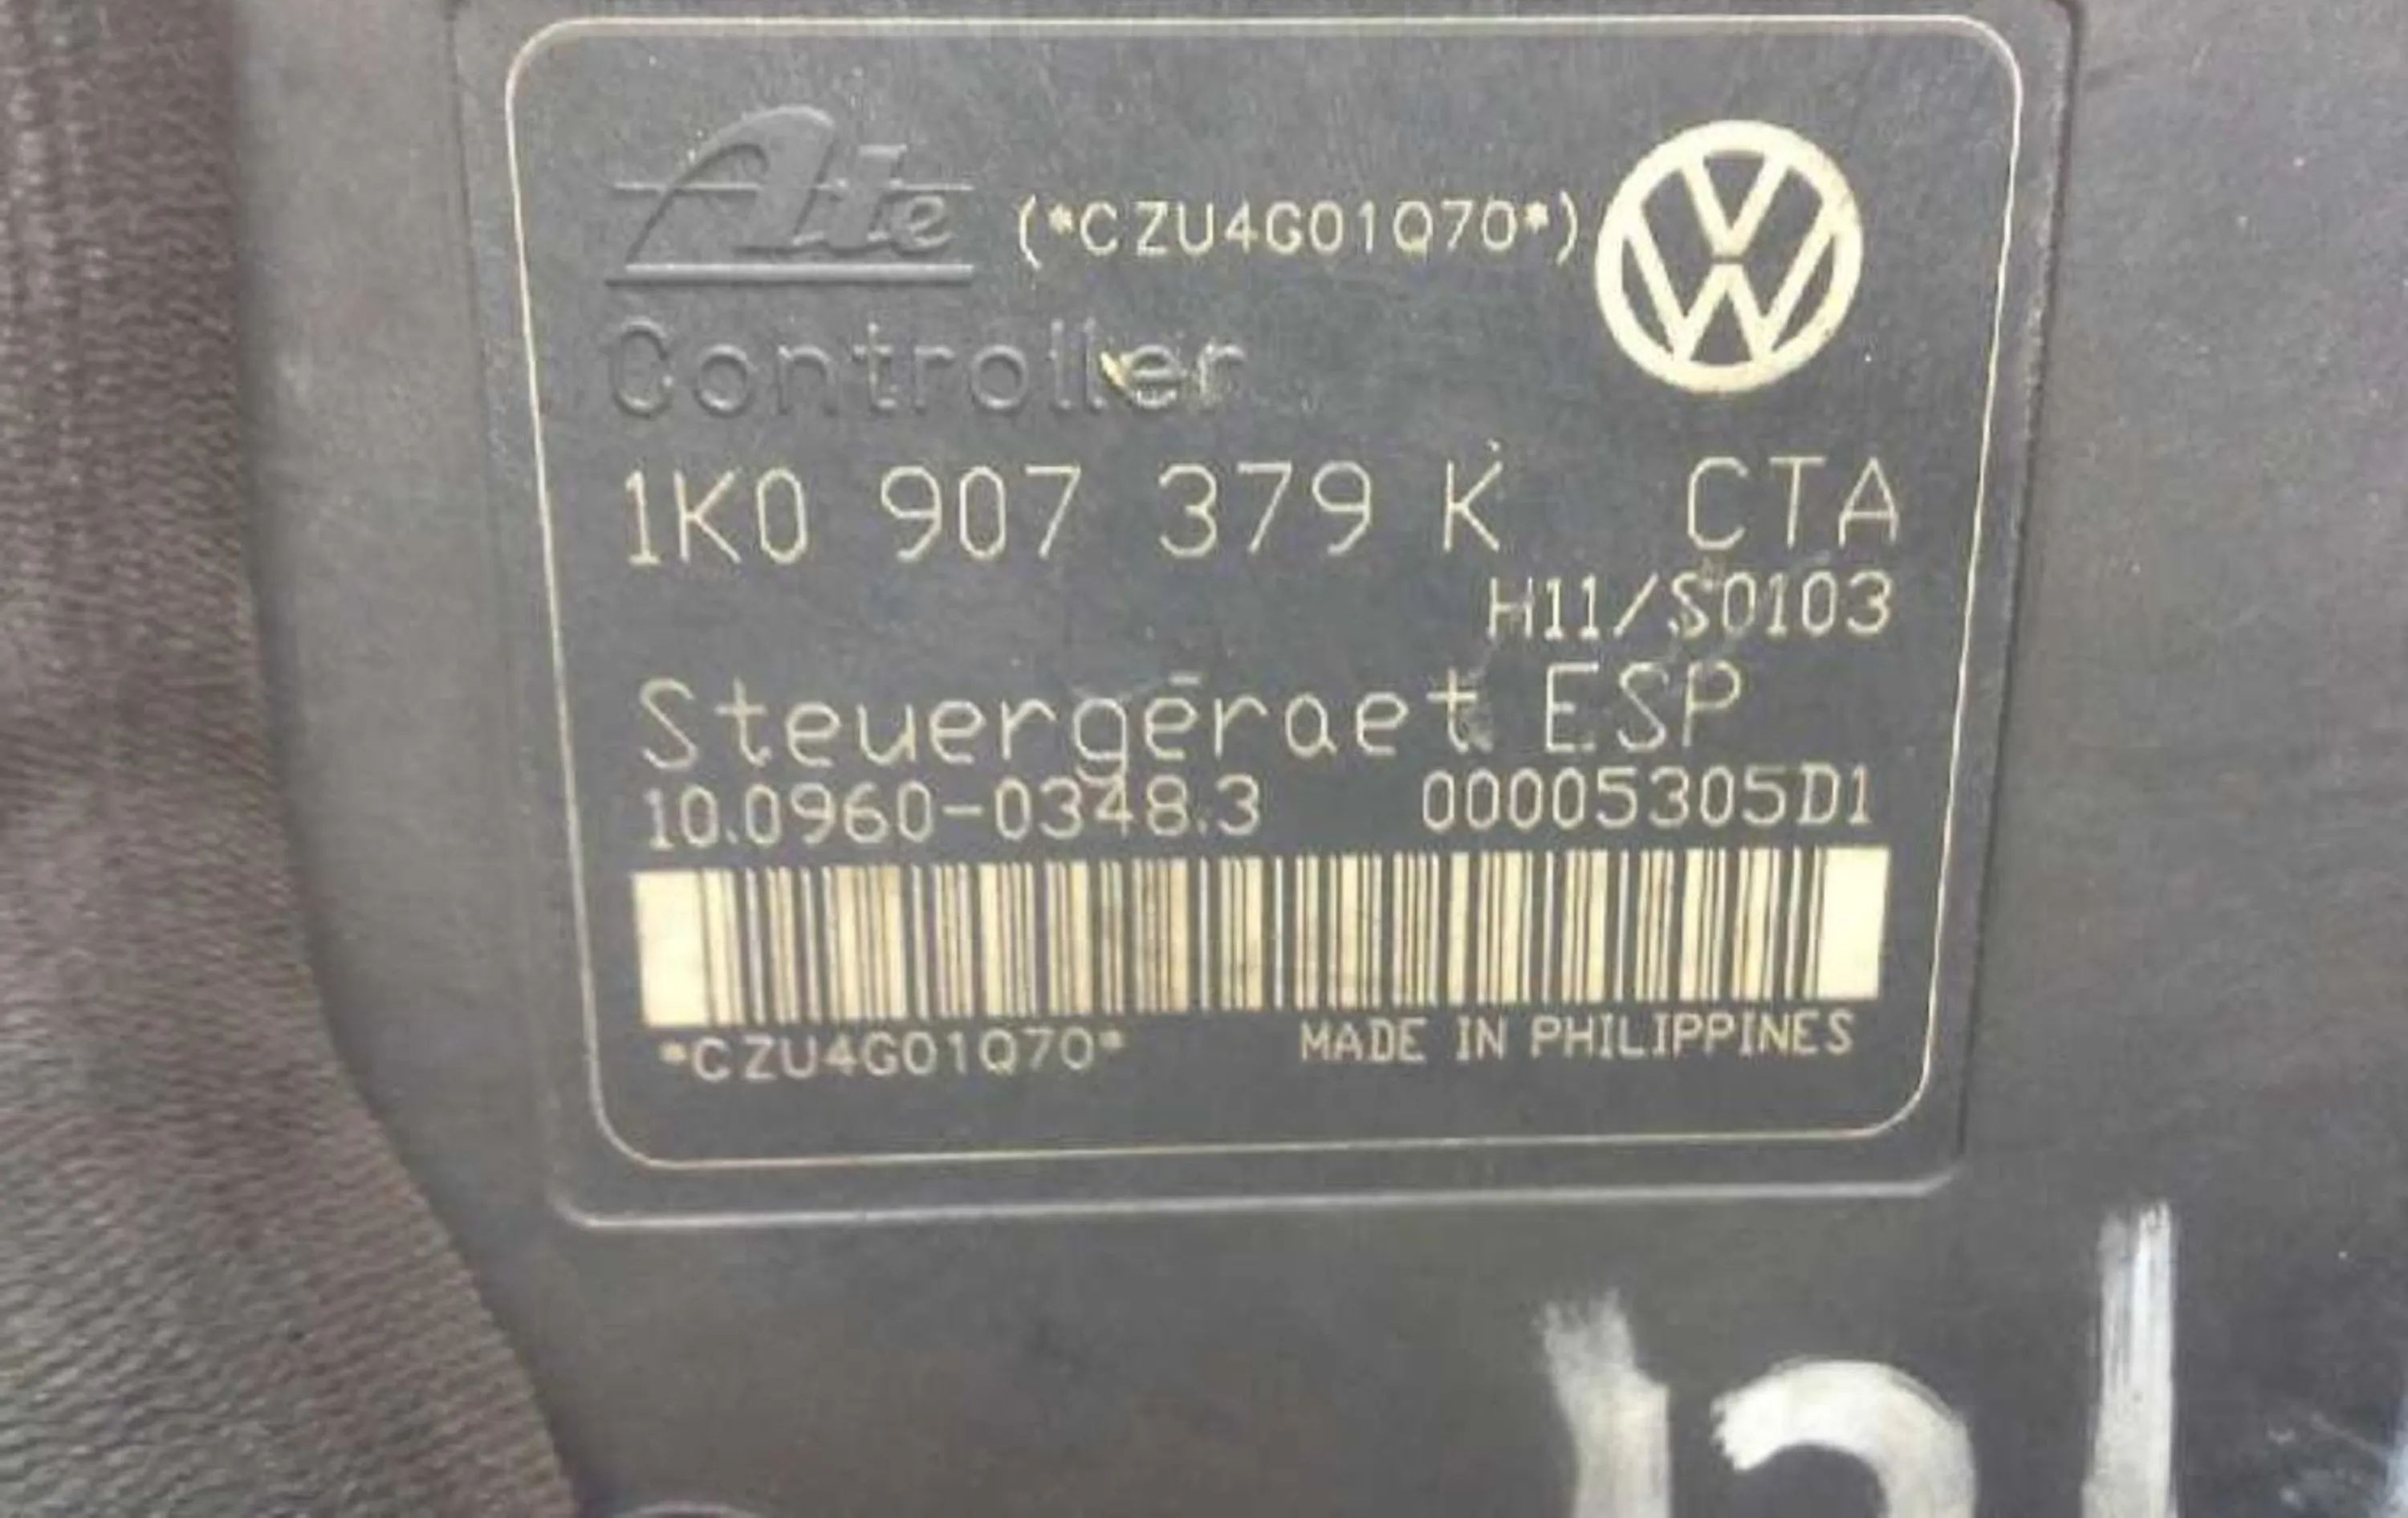 Ate (*CZU4G01Q70*)
Controller
1K0 907 379 K CTA
H11/S0103
Steuergeraet ESP
10.0960-0348.3 00005305D1
*CZU4G01Q70* MADE IN PHILIPPINES